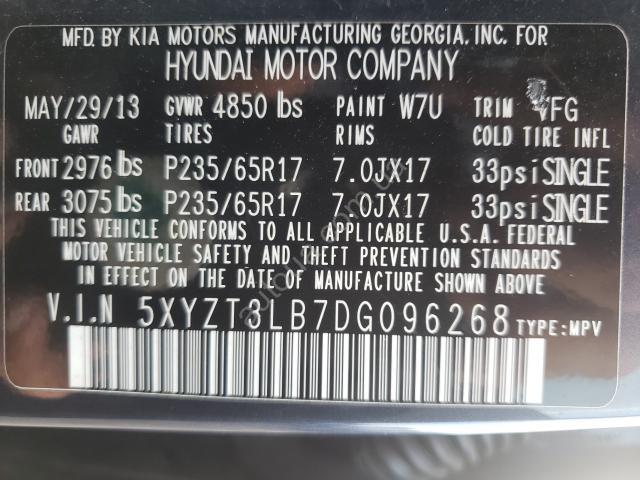 MFD. BY KIA MOTORS MANUFACTURING GEORGIA, INC. FOR
HYUNDAI MOTOR COMPANY
MAY/29/13 GVWR 4850 lbs PAINT W7U TRIM VFG
GAWR TIRES RIMS COLD TIRE INFL
FRONT 2976 lbs P235/65R17 7.0JX17 33psi SINGLE
REAR 3075 lbs P235/65R17 7.0JX17 33psi SINGLE
THIS VEHICLE CONFORMS TO ALL APPLICABLE U.S.A. FEDERAL
MOTOR VEHICLE SAFETY AND THEFT PREVENTION STANDARDS
IN EFFECT ON THE DATE OF MANUFACTURE SHOWN ABOVE
V.I.N 5XYZT3LB7DG096268 TYPE:MPV